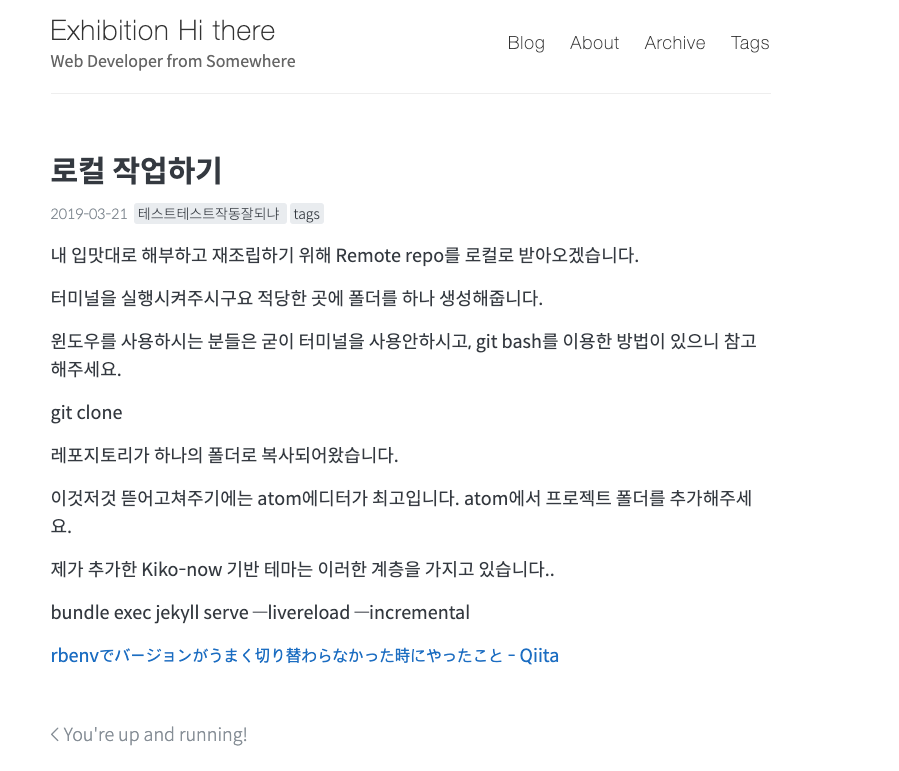 Exhibition Hi there
Web Developer from Somewhere
Blog About Archive Tags
로컬 작업하기
2019-03-21 테스트테스트작동잘되냐 tags
내 입맛대로 해부하고 재조립하기 위해 Remote repo를 로컬로 받아오겠습니다.
터미널을 실행시켜주시구요 적당한 곳에 폴더를 하나 생성해줍니다.
윈도우를 사용하시는 분들은 굳이 터미널을 사용안하시고, git bash를 이용한 방법이 있으니 참고
해주세요.
git clone
레포지토리가 하나의 폴더로 복사되어왔습니다.
이것저것 뜯어고쳐주기에는 atom에디터가 최고입니다. atom에서 프로젝트 폴더를 추가해주세
요.
제가 추가한 Kiko-now 기반 테마는 이러한 계층을 가지고 있습니다..
bundle exec jekyll serve —livereload —incremental
rbenvでバージョンがうまく切り替わらなかった時にやったこと - Qiita
< You're up and running!